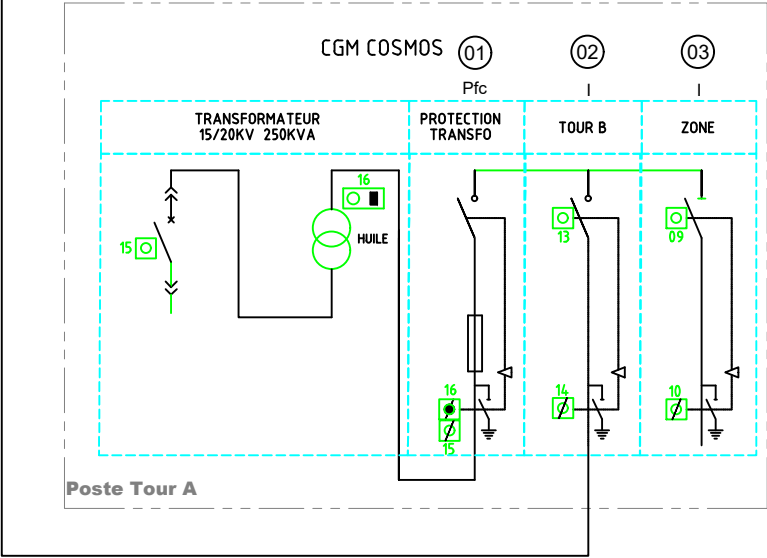 CGM COSMOS
01
02
03
Pfc
I
I
TRANSFORMATEUR
15/20KV 250KVA
PROTECTION
TRANSFO
TOUR B
ZONE
16
15
HUILE
13
09
16
14
10
15
Poste Tour A